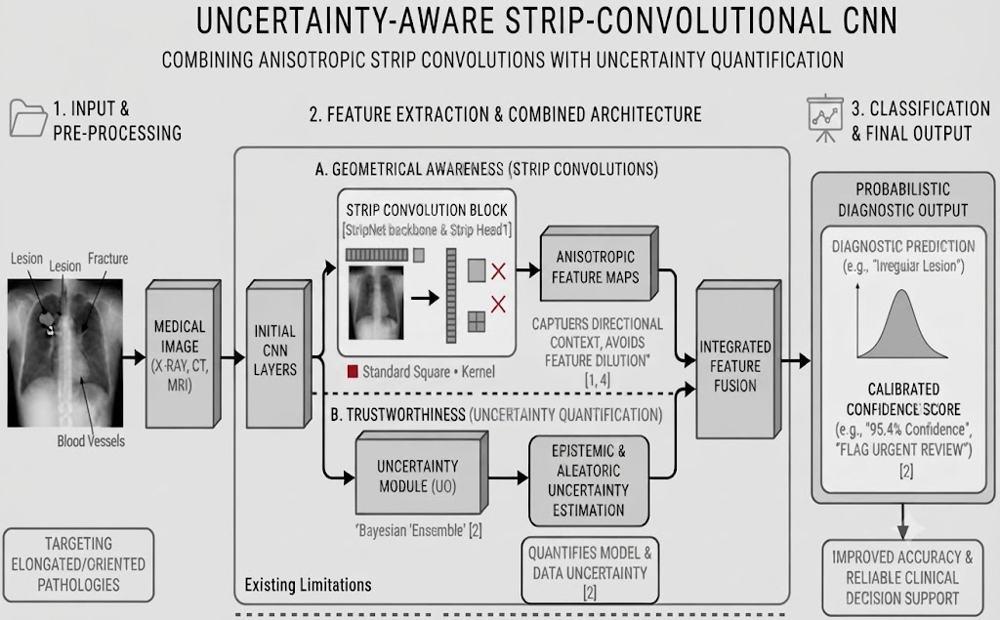 UNCERTAINTY-AWARE STRIP-CONVOLUTIONAL CNN
COMBINING ANISOTROPIC STRIP CONVOLUTIONS WITH UNCERTAINTY QUANTIFICATION
1. INPUT &
PRE-PROCESSING
Lesion
Lesion
Fracture
Blood Vessels
MEDICAL
IMAGE
(X-RAY, CT,
MRI)
TARGETING
ELONGATED/ORIENTED
PATHOLOGIES
2. FEATURE EXTRACTION & COMBINED ARCHITECTURE
INITIAL
CNN
LAYERS
A. GEOMETRICAL AWARENESS (STRIP CONVOLUTIONS)
STRIP CONVOLUTION BLOCK
[StripNet backbone & Strip Head1]
Standard Square • Kernel
ANISOTROPIC
FEATURE MAPS
CAPTUERS DIRECTIONAL
CONTEXT, AVOIDS
FEATURE DILUTION"
[1, 4]
B. TRUSTWORTHINESS (UNCERTAINTY QUANTIFICATION)
UNCERTAINTY
MODULE (UO)
'Bayesian 'Ensemble' [2]
EPISTEMIC &
ALEATORIC
UNCERTAINTY
ESTIMATION
QUANTIFIES MODEL &
DATA UNCERTAINTY
[2]
Existing Limitations
INTEGRATED
FEATURE
FUSION
3. CLASSIFICATION
& FINAL OUTPUT
PROBABILISTIC
DIAGNOSTIC OUTPUT
DIAGNOSTIC PREDICTION
(e.g., "Irregular Lesion")
CALIBRATED
CONFIDENCE SCORE
(e.g., "95.4% Confidence",
"FLAG URGENT REVIEW")
[2]
IMPROVED ACCURACY &
RELIABLE CLINICAL
DECISION SUPPORT